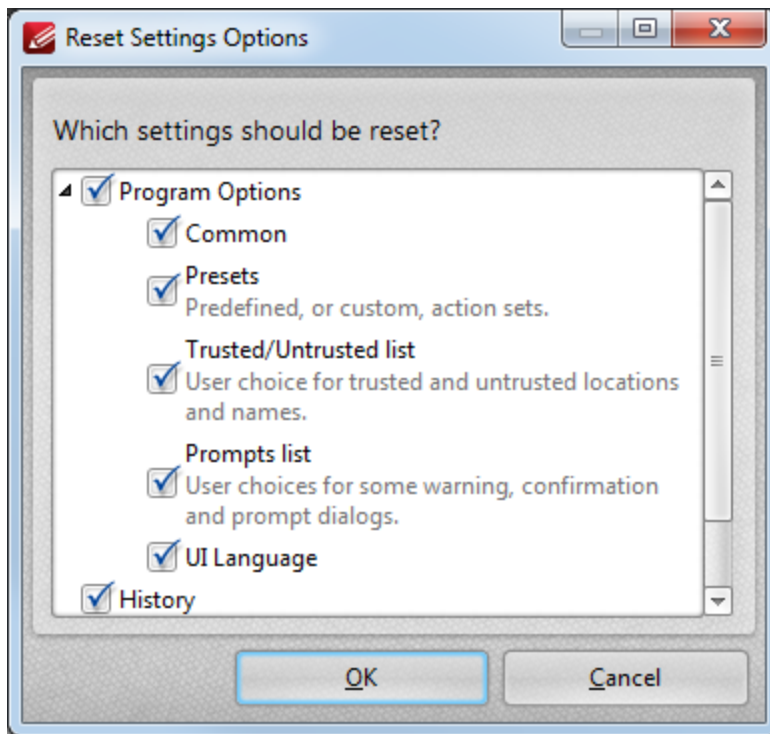 Reset Settings Options
Which settings should be reset?
Program Options
Common
Presets
Predefined, or custom, action sets.
Trusted/Untrusted list
User choice for trusted and untrusted locations
and names.
Prompts list
User choices for some warning, confirmation
and prompt dialogs.
UI Language
History
OK
Cancel